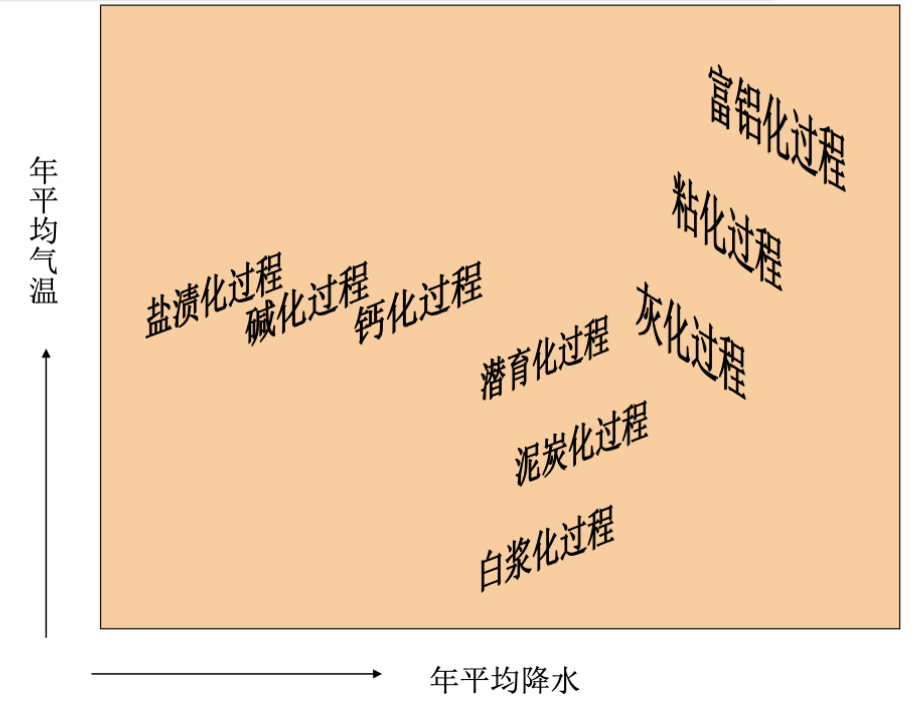 富铝化过程
粘化过程
年平均气温
盐渍化过程
碱化过程
钙化过程
灰化过程
潜育化过程
泥炭化过程
白浆化过程
年平均降水